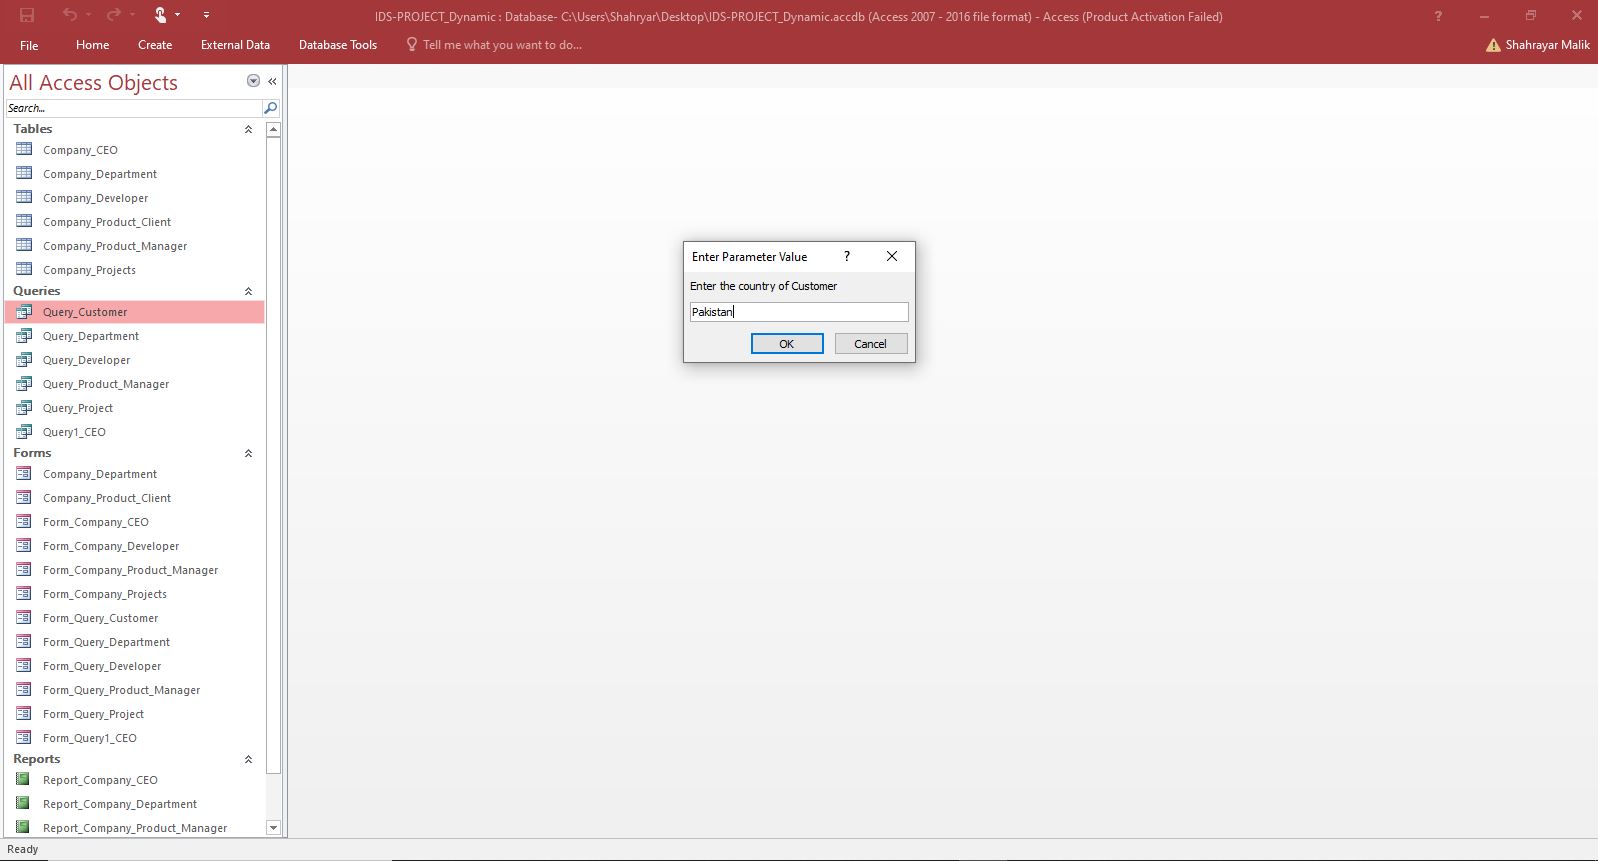 IDS-PROJECT_Dynamic : Database- C:\Users\Shahryar\Desktop\IDS-PROJECT_Dynamic.accdb (Access 2007 - 2016 file format) - Access (Product Activation Failed)
?
File Home Create External Data Database Tools Tell me what you want to do... Shahrayar Malik
All Access Objects
Search...
Tables
Company_CEO
Company_Department
Company_Developer
Company_Product_Client
Company_Product_Manager
Company_Projects
Queries
Query_Customer
Query_Department
Query_Developer
Query_Product_Manager
Query_Project
Query1_CEO
Forms
Company_Department
Company_Product_Client
Form_Company_CEO
Form_Company_Developer
Form_Company_Product_Manager
Form_Company_Projects
Form_Query_Customer
Form_Query_Department
Form_Query_Developer
Form_Query_Product_Manager
Form_Query_Project
Form_Query1_CEO
Reports
Report_Company_CEO
Report_Company_Department
Report_Company_Product_Manager
Enter Parameter Value ?
Enter the country of Customer
Pakistan
OK Cancel
Ready